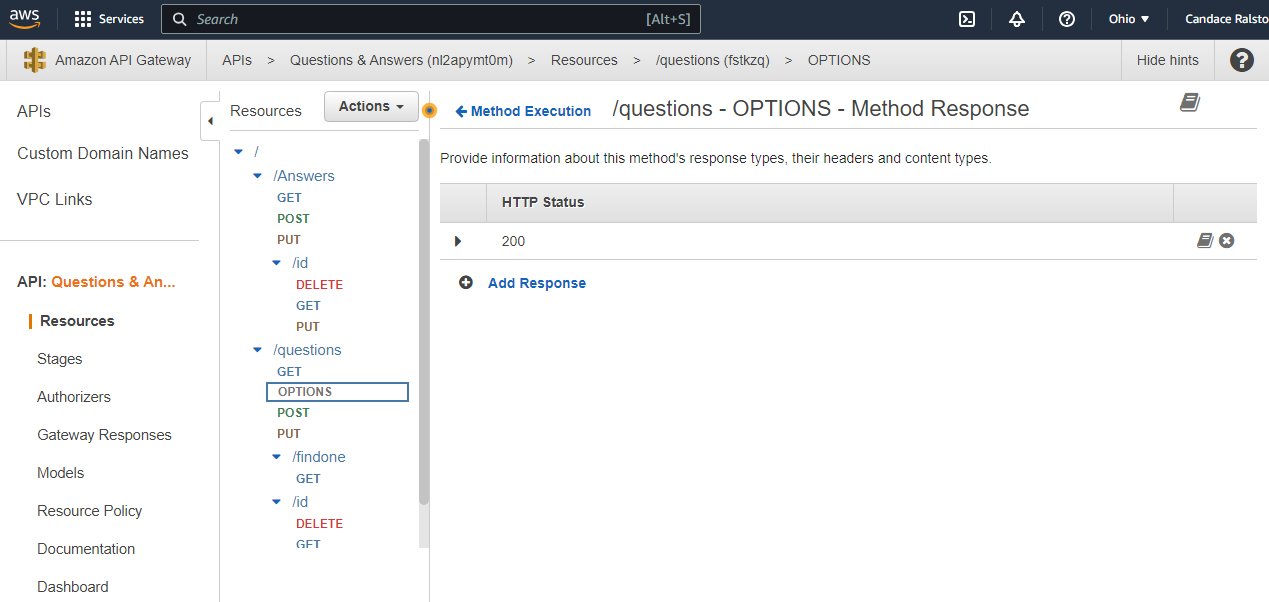 aws Services Search [Alt+S] Ohio Candace Ralsto
Amazon API Gateway APIs > Questions & Answers (nl2apymt0m) > Resources > /questions (fstkzq) > OPTIONS Hide hints ?
APIs
Custom Domain Names
VPC Links
API: Questions & An...
Resources
Stages
Authorizers
Gateway Responses
Models
Resource Policy
Documentation
Dashboard
Resources Actions
/
/Answers
GET
POST
PUT
/id
DELETE
GET
PUT
/questions
GET
OPTIONS
POST
PUT
/findone
GET
/id
DELETE
GET
Method Execution /questions - OPTIONS - Method Response
Provide information about this method's response types, their headers and content types.
HTTP Status
200
Add Response